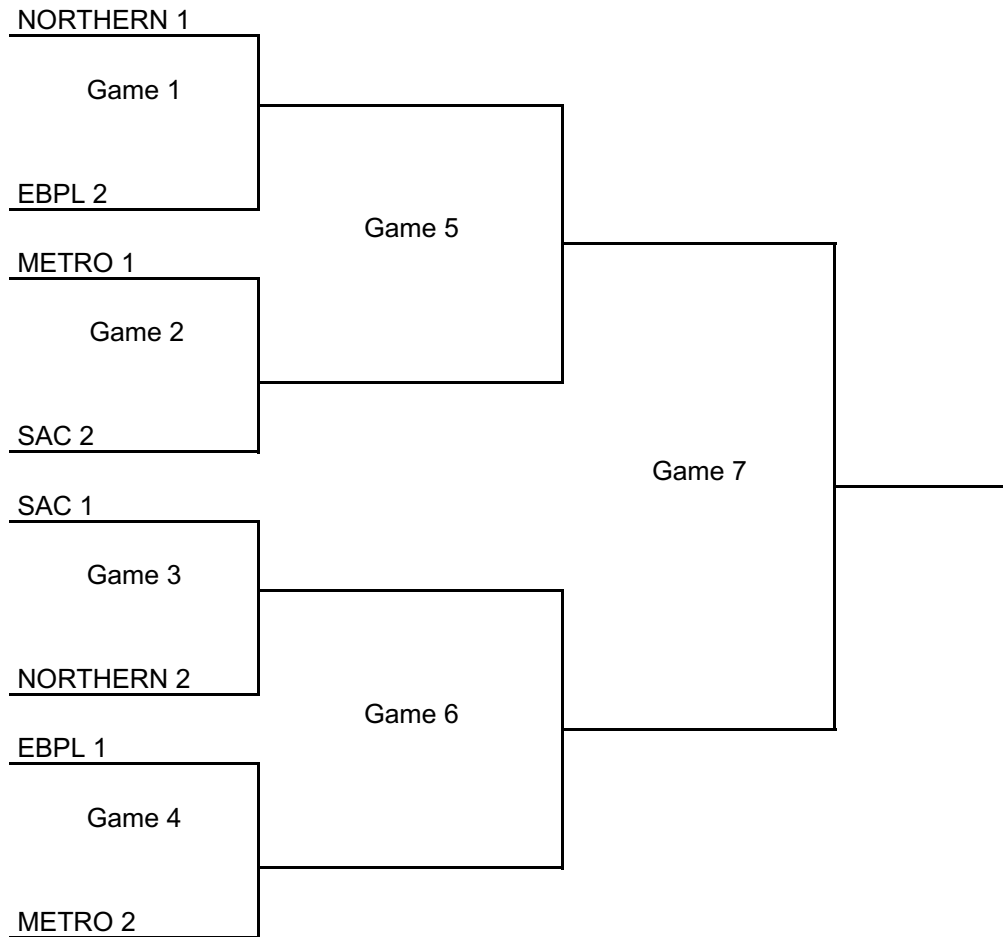 NORTHERN 1
Game 1
EBPL 2
Game 5
METRO 1
Game 2
SAC 2
Game 7
SAC 1
Game 3
NORTHERN 2
Game 6
EBPL 1
Game 4
METRO 2